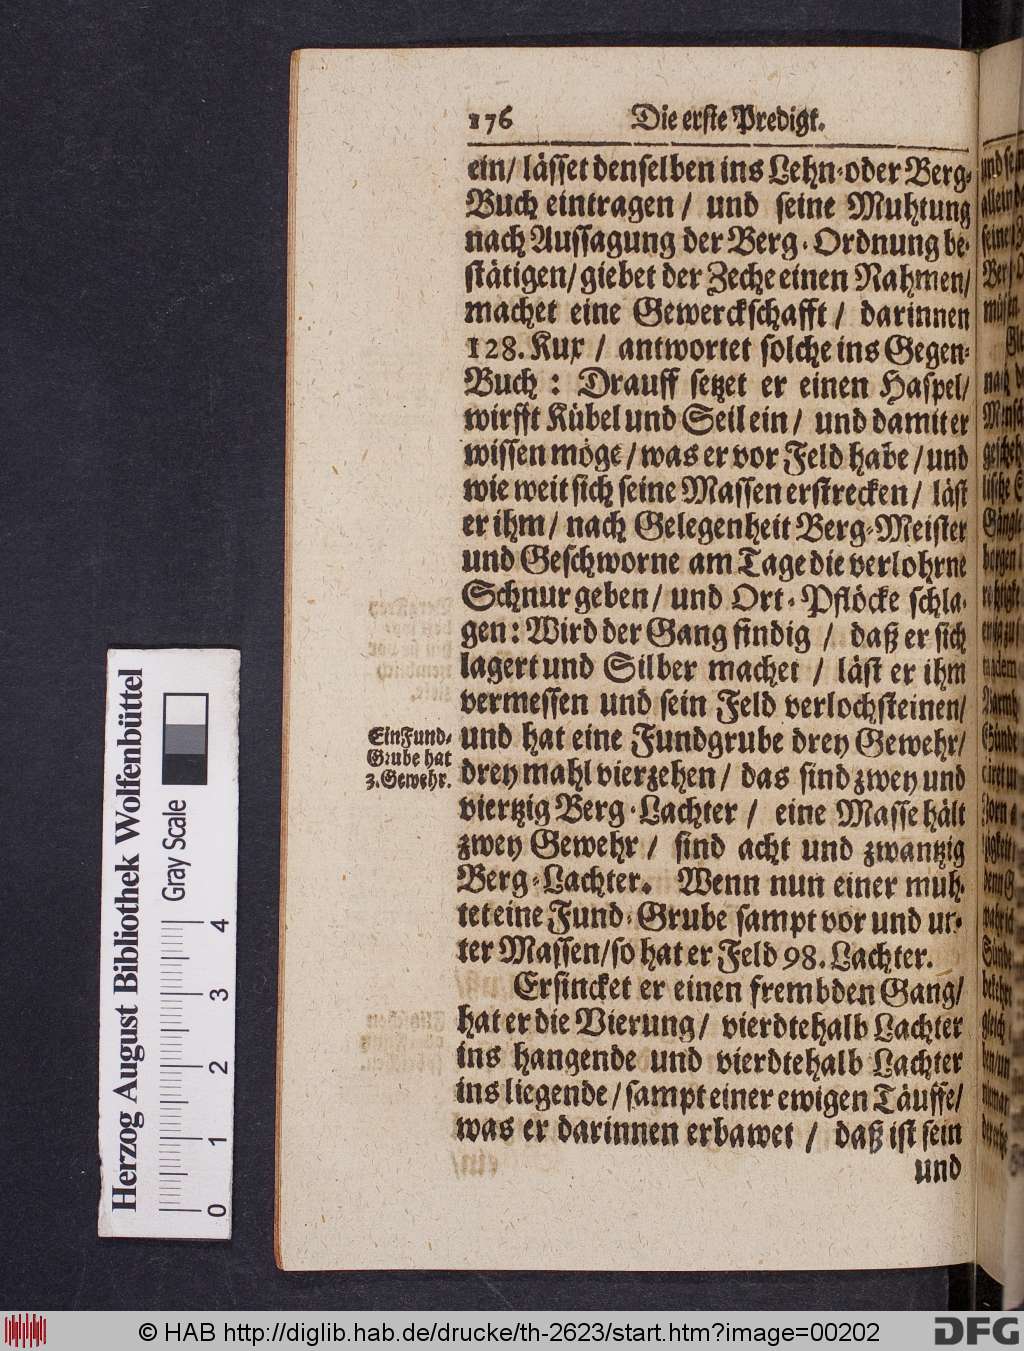 176 Die erste Predigt.
ein/ lässet denselben ins Lehn-oder Berg-
Buch eintragen/ und seine Muhtung
nach Aussagung der Berg-Ordnung be-
stätigen/ giebet der Zeche einen Nahmen/
machet eine Gewerckschafft/ darinnen
128. Kux / antwortet solche ins Gegen-
Buch: Drauff setzet er einen Haspel/
wirfft Kübel und Seil ein/ und damit er
wissen möge/ was er vor Feld habe/ und
wie weit sich seine Massen erstrecken/ läst
er ihm/ nach Gelegenheit Berg-Meister
und Geschworne am Tage die verlohrne
Schnur geben/ und Ort-Pflöcke schla-
gen: Wird der Gang findig / daß er sich
lagert und Silber machet / läst er ihm
vermessen und sein Feld verlochsteinen/
Ein Fund-
Grube hat
3. Gewehr.
und hat eine Fundgrube drey Gewehr/
drey mahl vierzehen/ das sind zwey und
viertzig Berg-Lachter / eine Masse hält
zwey Gewehr / sind acht und zwantzig
Berg-Lachter. Wenn nun einer muh-
tet eine Fund-Grube sampt vor und un-
ter Massen/ so hat er Feld 98. Lachter.
Ersincket er einen frembden Gang/
hat er die Vierung/ vierdtehalb Lachter
ins hangende und vierdtehalb Lachter
ins liegende/ sampt einer ewigen Täuffe/
was er darinnen erbawet / daß ist sein
und
Herzog August Bibliothek Wolfenbüttel
Gray Scale
0 1 2 3 4
© HAB http://diglib.hab.de/drucke/th-2623/start.htm?image=00202
DFG